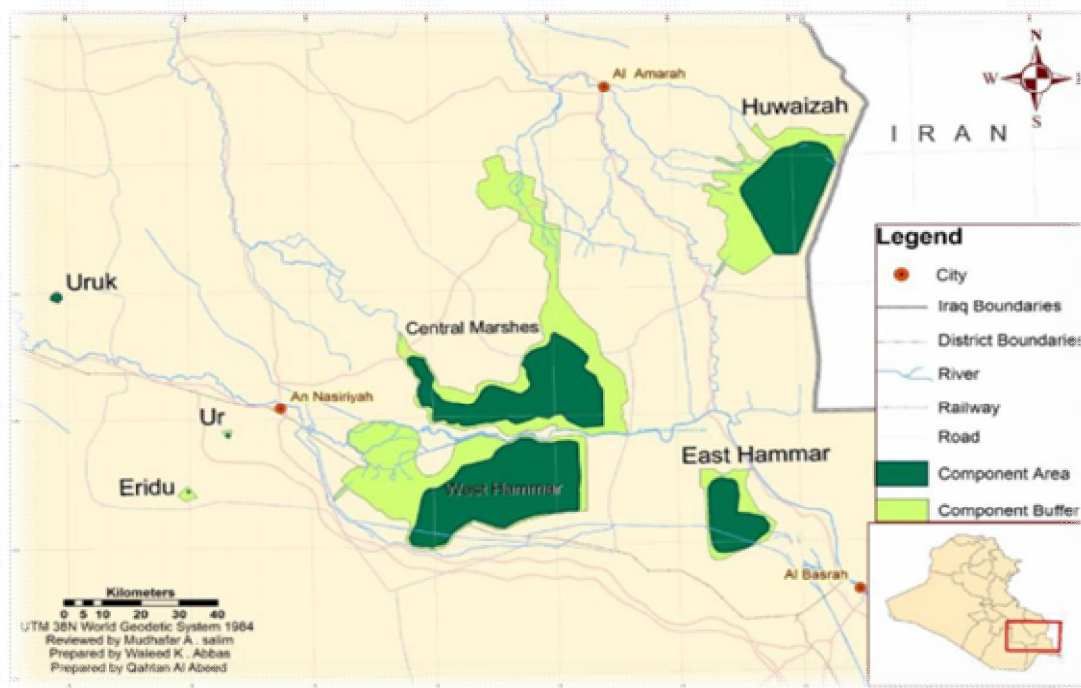 Al Amarah
Huwaizah
N
W
S
I R A N
Uruk
Central Marshes
An Nasiriyah
Ur
Eridu
West Hammar
East Hammar
Al Basrah
Legend
City
Iraq Boundaries
District Boundaries
River
Railway
Road
Component Area
Component Buffer
Kilometers
0 5 10 20 30 40
UTM 38N World Geodetic System 1984
Reviewed by Mudhafar A . salim
Prepared by Waleed K . Abbas
Prepared by Qahtan Al Abeed